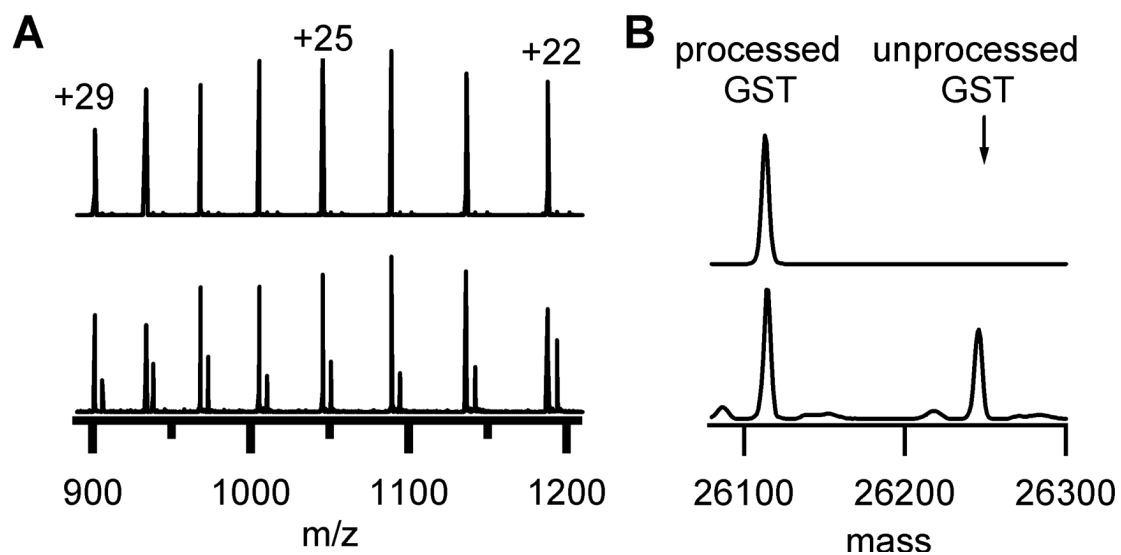 A
+29
+25
+22
900
1000
1100
1200
m/z
B
processed
GST
unprocessed
GST
26100
26200
26300
mass